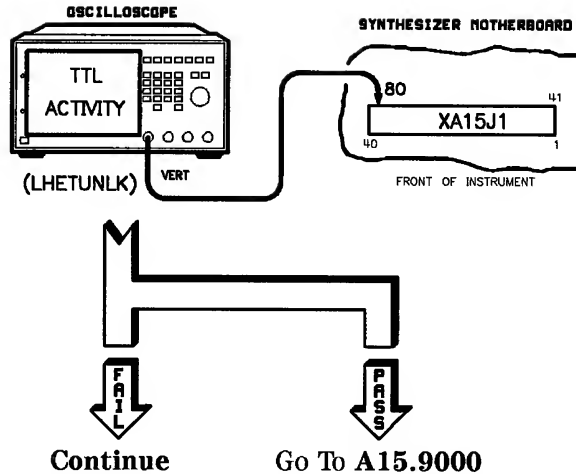 OSCILLOSCOPE
SYNTHESIZER MOTHERBOARD
TTL
ACTIVITY
80
41
XA15J1
40
1
(LHETUNLK)
VERT
FRONT OF INSTRUMENT
FAIL
PASS
Continue
Go To A15.9000